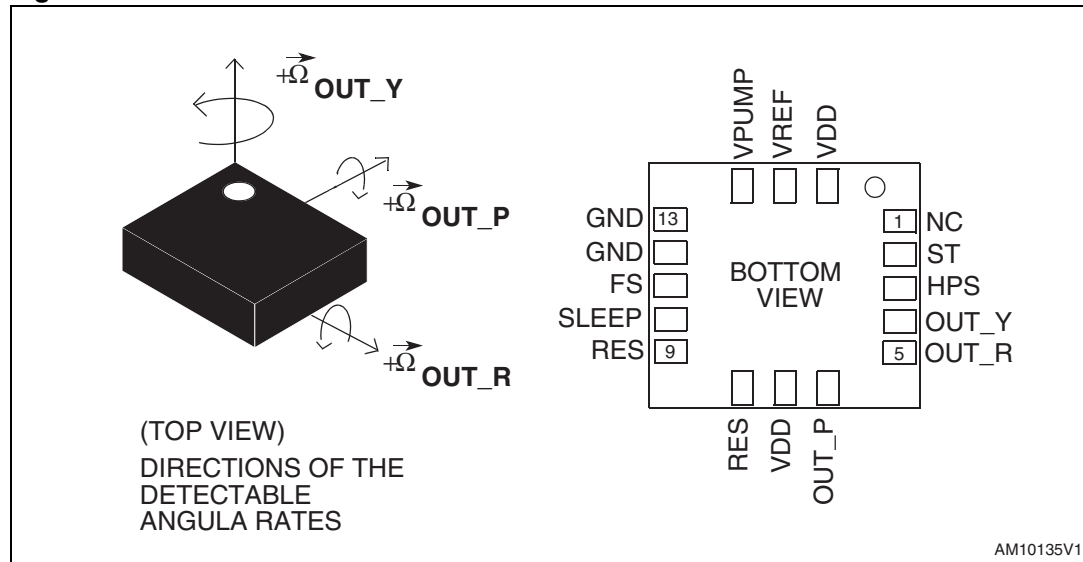 +Ω OUT_Y
+Ω OUT_P
+Ω OUT_R
(TOP VIEW)
DIRECTIONS OF THE
DETECTABLE
ANGULA RATES
VPUMP
VREF
VDD
GND 13
GND
FS
SLEEP
RES 9
BOTTOM
VIEW
1 NC
ST
HPS
OUT_Y
5 OUT_R
RES
VDD
OUT_P
AM10135V1